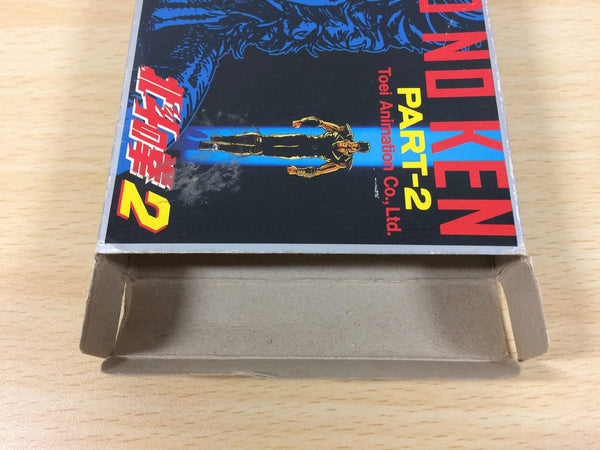 NO KEN
PART-2
Toei Animation Co., Ltd.
北斗の拳2